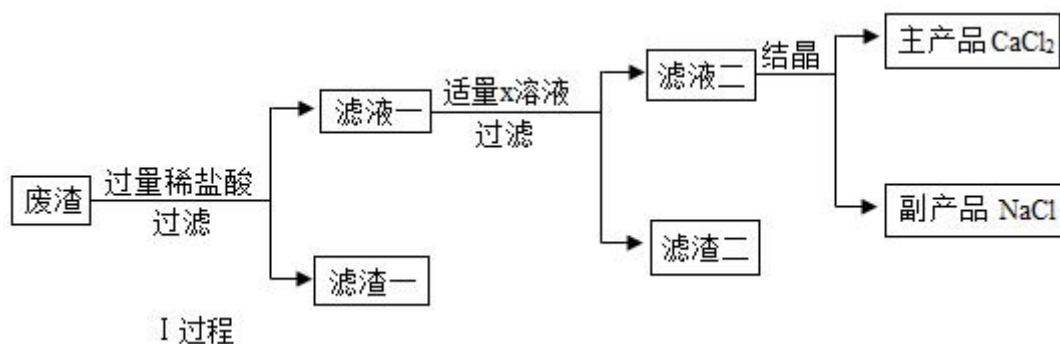 废渣
过量稀盐酸
过滤
滤液一
滤渣一
适量x溶液
过滤
滤液二
滤渣二
结晶
主产品 CaCl₂
副产品 NaCl
Ⅰ过程